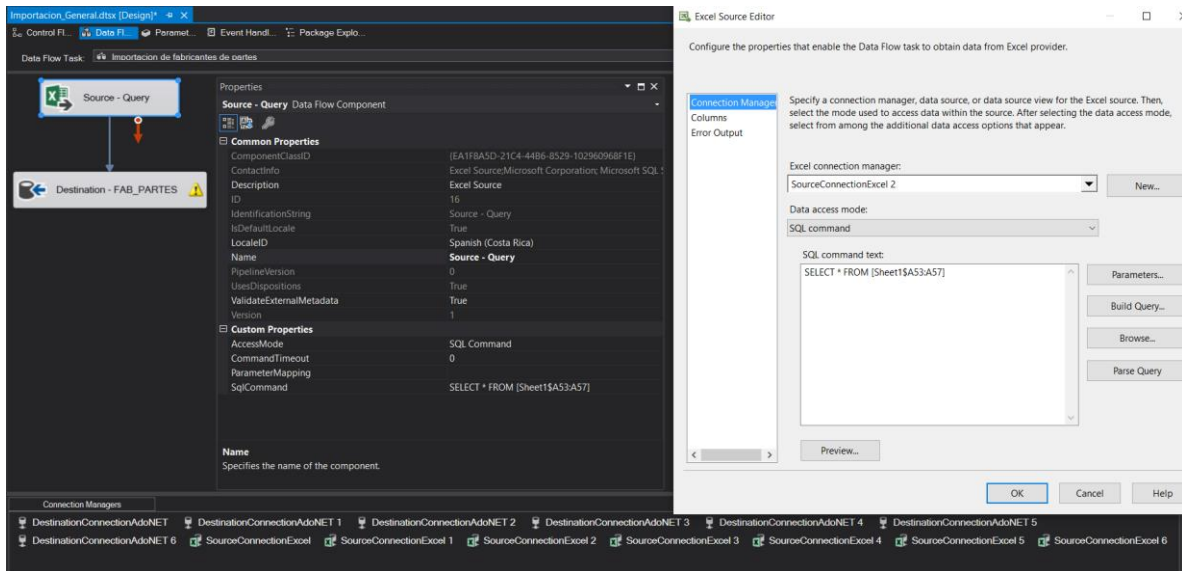 Importacion_General.dtsx [Design]*
Control Fl... Data Fl... Paramet... Event Handl... Package Explo...
Data Flow Task: Importacion de fabricantes de partes
Source - Query
Destination - FAB_PARTES
Properties
Source - Query Data Flow Component
Common Properties
ComponentClassID {EA1FBA5D-21C4-44B6-8529-102960968F1E}
ContactInfo Excel Source;Microsoft Corporation; Microsoft SQL S
Description Excel Source
ID 16
IdentificationString Source - Query
IsDefaultLocale True
LocaleID Spanish (Costa Rica)
Name Source - Query
PipelineVersion 0
UsesDispositions True
ValidateExternalMetadata True
Version 1
Custom Properties
AccessMode SQL Command
CommandTimeout 0
ParameterMapping
SqlCommand SELECT * FROM [Sheet1$A53:A57]
Name
Specifies the name of the component.
Excel Source Editor
Configure the properties that enable the Data Flow task to obtain data from Excel provider.
Connection Manager
Columns
Error Output
Specify a connection manager, data source, or data source view for the Excel source. Then,
select the mode used to access data within the source. After selecting the data access mode,
select from among the additional data access options that appear.
Excel connection manager:
SourceConnectionExcel 2
New...
Data access mode:
SQL command
SQL command text:
SELECT * FROM [Sheet1$A53:A57]
Parameters...
Build Query...
Browse...
Parse Query
Preview...
OK Cancel Help
Connection Managers
DestinationConnectionAdoNET DestinationConnectionAdoNET 1 DestinationConnectionAdoNET 2 DestinationConnectionAdoNET 3 DestinationConnectionAdoNET 4 DestinationConnectionAdoNET 5
DestinationConnectionAdoNET 6 SourceConnectionExcel SourceConnectionExcel 1 SourceConnectionExcel 2 SourceConnectionExcel 3 SourceConnectionExcel 4 SourceConnectionExcel 5 SourceConnectionExcel 6